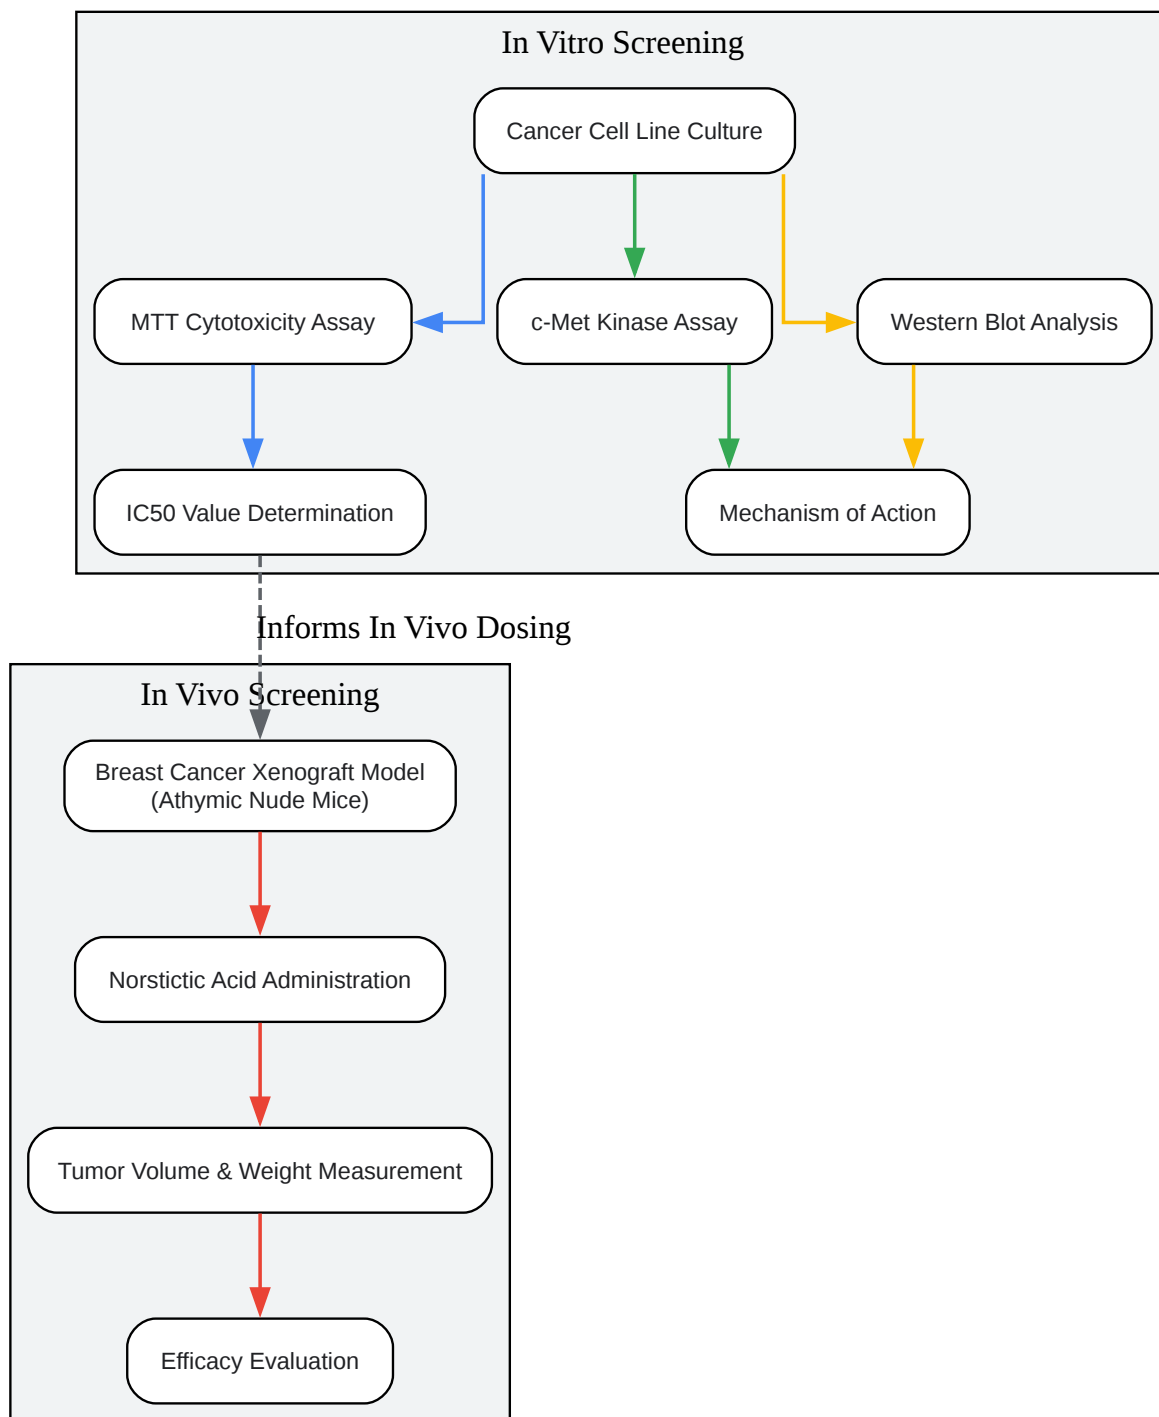 In Vitro Screening
Cancer Cell Line Culture
MTT Cytotoxicity Assay
c-Met Kinase Assay
Western Blot Analysis
IC50 Value Determination
Mechanism of Action
Informs In Vivo Dosing
In Vivo Screening
Breast Cancer Xenograft Model
(Athymic Nude Mice)
Norstictic Acid Administration
Tumor Volume & Weight Measurement
Efficacy Evaluation